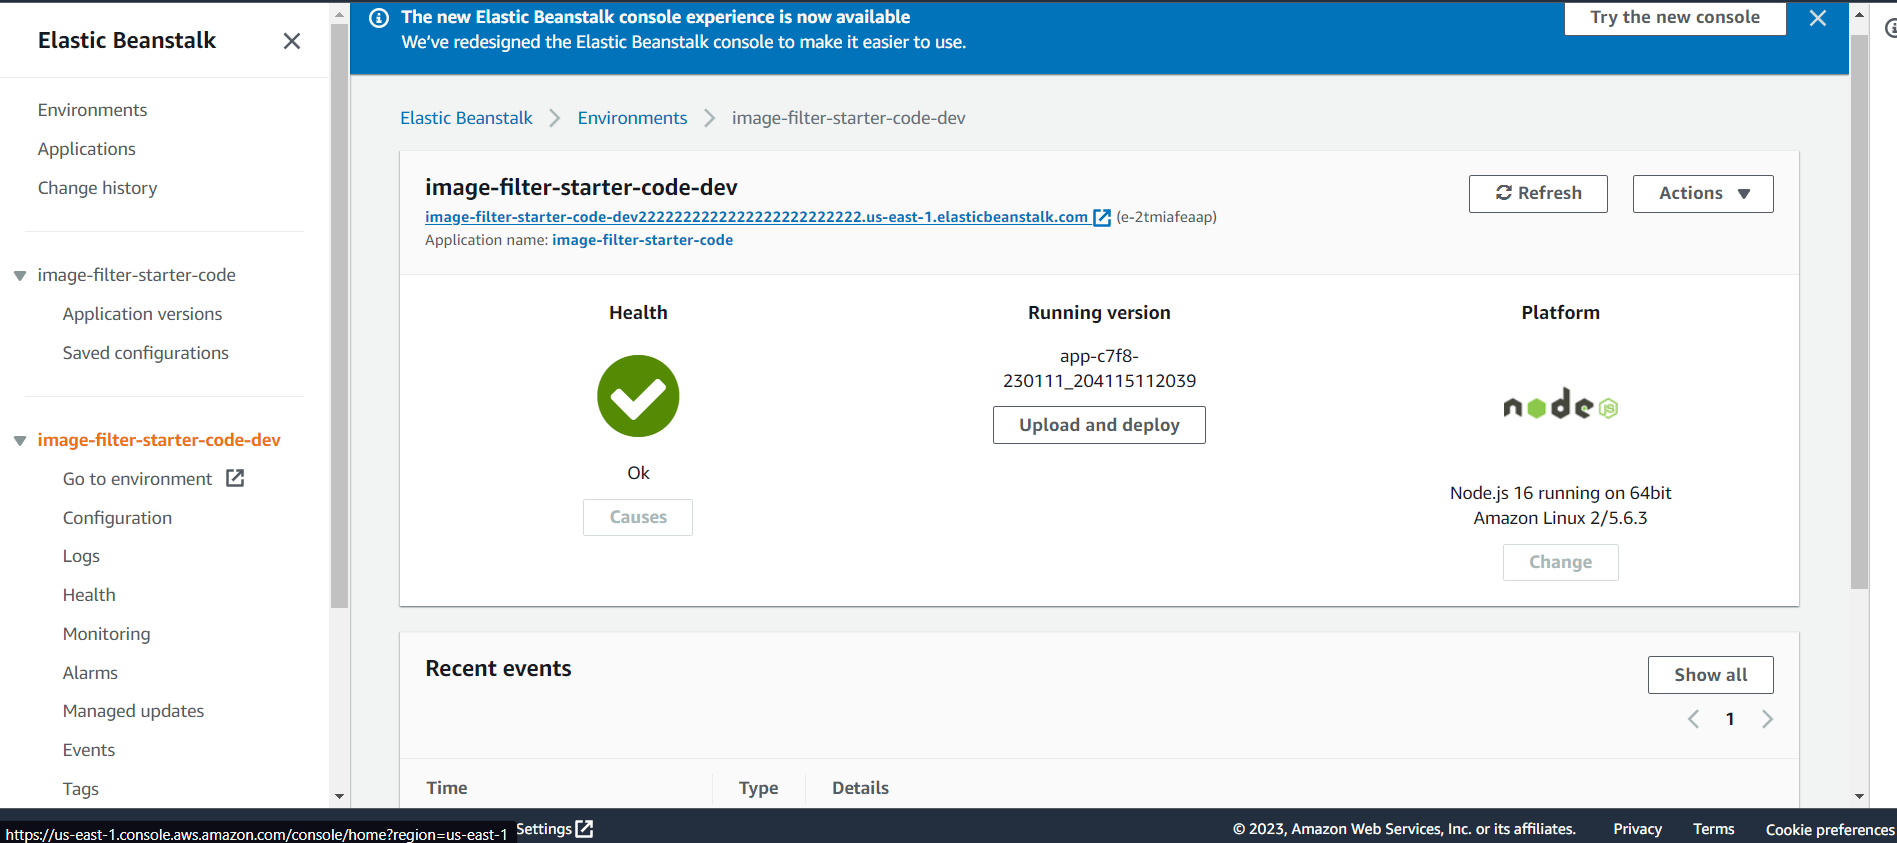 Elastic Beanstalk
Environments
Applications
Change history
image-filter-starter-code
Application versions
Saved configurations
image-filter-starter-code-dev
Go to environment
Configuration
Logs
Health
Monitoring
Alarms
Managed updates
Events
Tags
The new Elastic Beanstalk console experience is now available
We've redesigned the Elastic Beanstalk console to make it easier to use.
Try the new console
Elastic Beanstalk > Environments > image-filter-starter-code-dev
image-filter-starter-code-dev
image-filter-starter-code-dev2222222222222222222222222.us-east-1.elasticbeanstalk.com (e-2tmiafeaap)
Application name: image-filter-starter-code
Refresh
Actions
Health
Ok
Causes
Running version
app-c7f8-
230111_204115112039
Upload and deploy
Platform
node JS
Node.js 16 running on 64bit
Amazon Linux 2/5.6.3
Change
Recent events
Show all
1
Time Type Details
https://us-east-1.console.aws.amazon.com/console/home?region=us-east-1
Settings
© 2023, Amazon Web Services, Inc. or its affiliates. Privacy Terms Cookie preferences